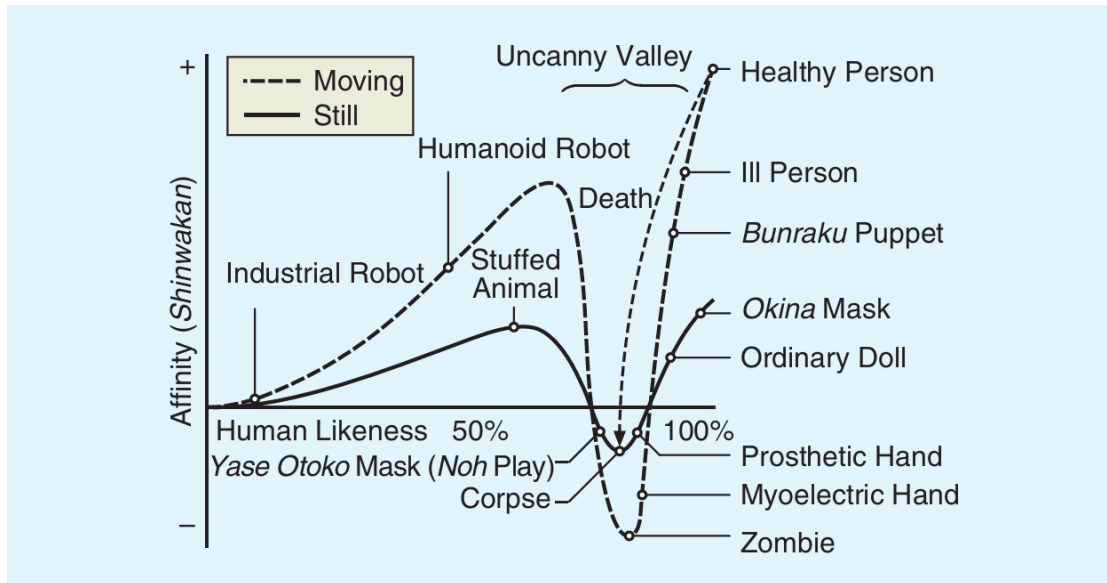 Uncanny Valley
+
Healthy Person
Moving
Still
Humanoid Robot
Ill Person
Death
Bunraku Puppet
Industrial Robot
Stuffed
Animal
Okina Mask
Ordinary Doll
Affinity (Shinwakan)
Human Likeness 50% 100%
Yase Otoko Mask (Noh Play)
Prosthetic Hand
Corpse
Myoelectric Hand
–
Zombie